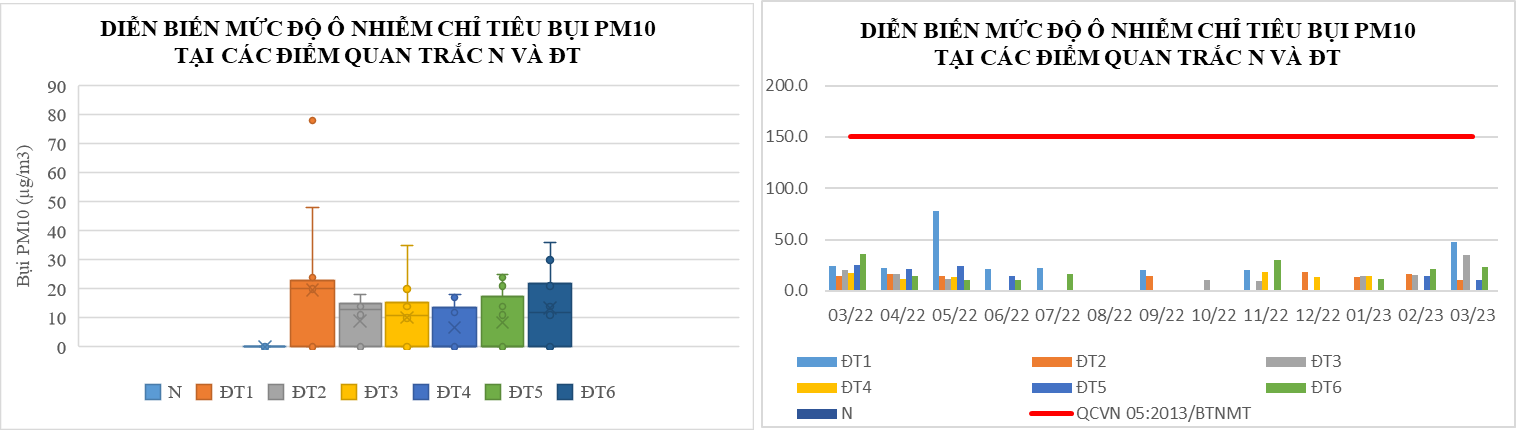 DIỄN BIẾN MỨC ĐỘ Ô NHIỄM CHỈ TIÊU BỤI PM10
TẠI CÁC ĐIỂM QUAN TRẮC N VÀ ĐT
90
80
70
60
50
40
30
20
10
0
Bụi PM10 (µg/m3)
N ĐT1 ĐT2 ĐT3 ĐT4 ĐT5 ĐT6
DIỄN BIẾN MỨC ĐỘ Ô NHIỄM CHỈ TIÊU BỤI PM10
TẠI CÁC ĐIỂM QUAN TRẮC N VÀ ĐT
200.0
150.0
100.0
50.0
0.0
03/22 04/22 05/22 06/22 07/22 08/22 09/22 10/22 11/22 12/22 01/23 02/23 03/23
ĐT1 ĐT2 ĐT3
ĐT4 ĐT5 ĐT6
N QCVN 05:2013/BTNMT